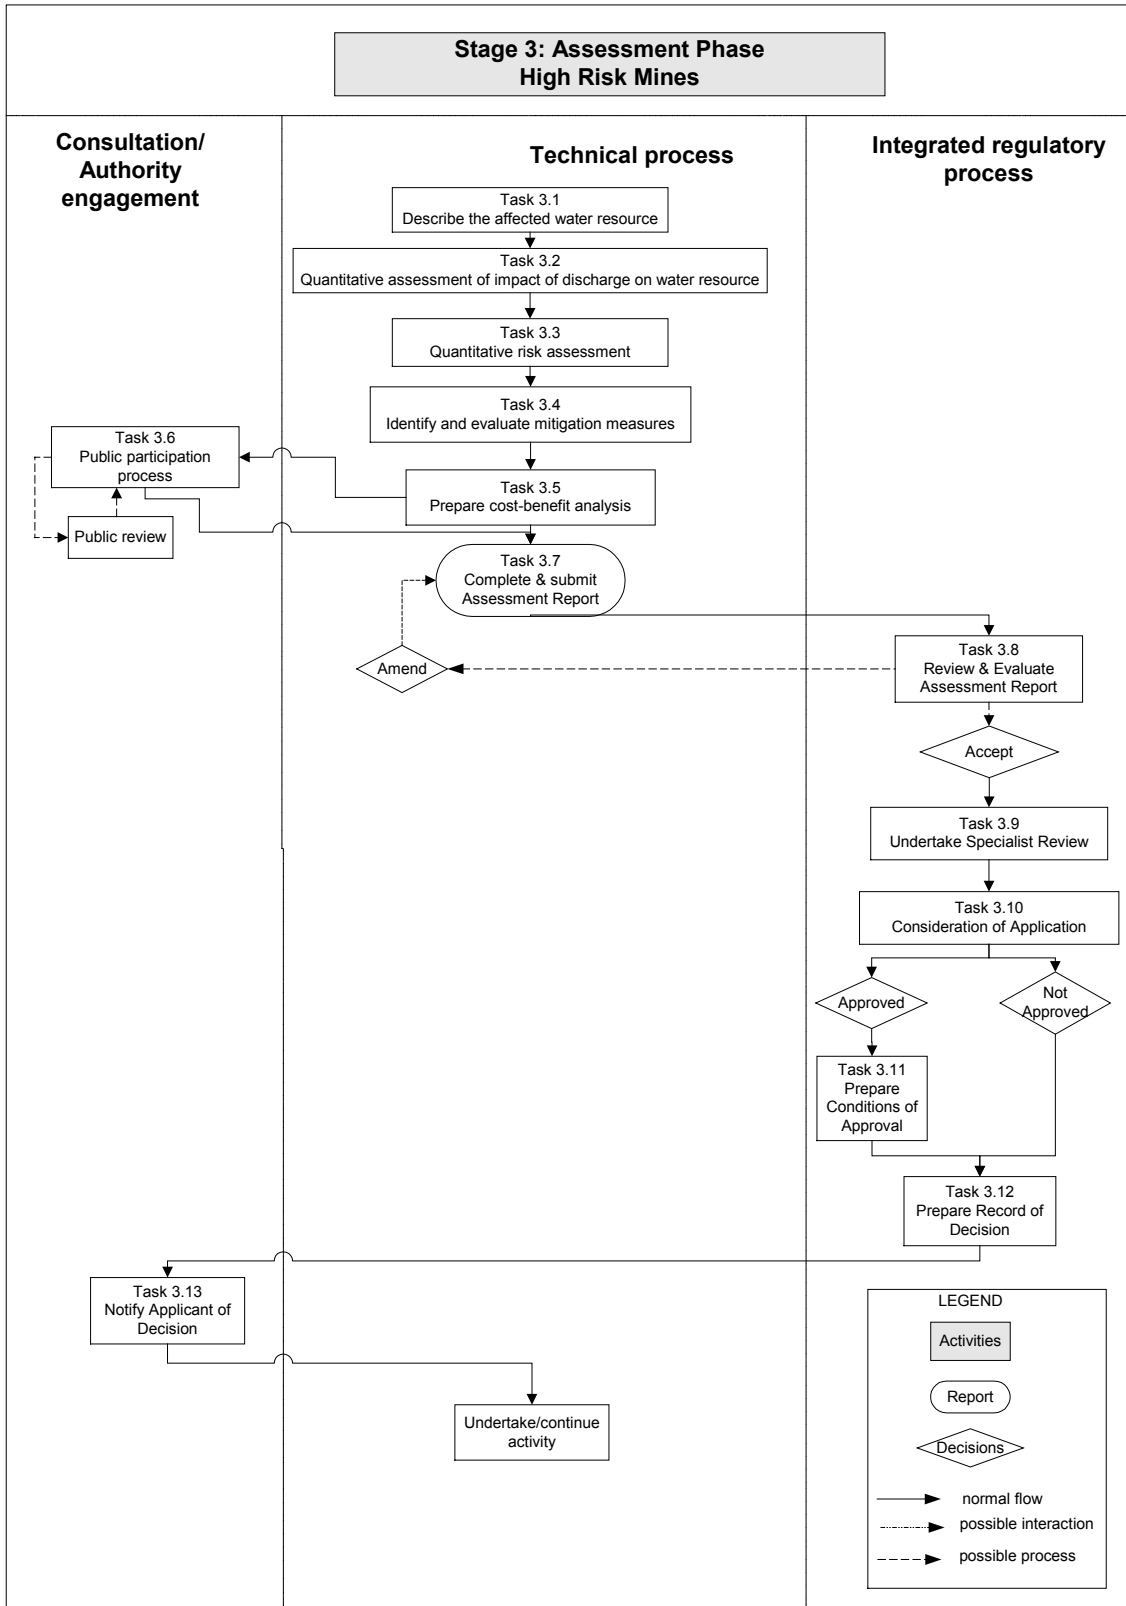 Stage 3: Assessment Phase
High Risk Mines
Consultation/
Authority
engagement
Technical process
Integrated regulatory
process
Task 3.1
Describe the affected water resource
Task 3.2
Quantitative assessment of impact of discharge on water resource
Task 3.3
Quantitative risk assessment
Task 3.4
Identify and evaluate mitigation measures
Task 3.6
Public participation
process
Task 3.5
Prepare cost-benefit analysis
Public review
Task 3.7
Complete & submit
Assessment Report
Amend
Task 3.8
Review & Evaluate
Assessment Report
Accept
Task 3.9
Undertake Specialist Review
Task 3.10
Consideration of Application
Approved
Not
Approved
Task 3.11
Prepare
Conditions of
Approval
Task 3.12
Prepare Record of
Decision
Task 3.13
Notify Applicant of
Decision
Undertake/continue
activity
LEGEND
Activities
Report
Decisions
normal flow
possible interaction
possible process